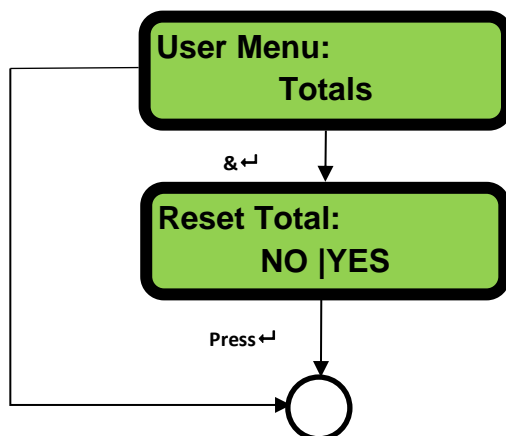 User Menu:
Totals
&↵
Reset Total:
NO |YES
Press↵